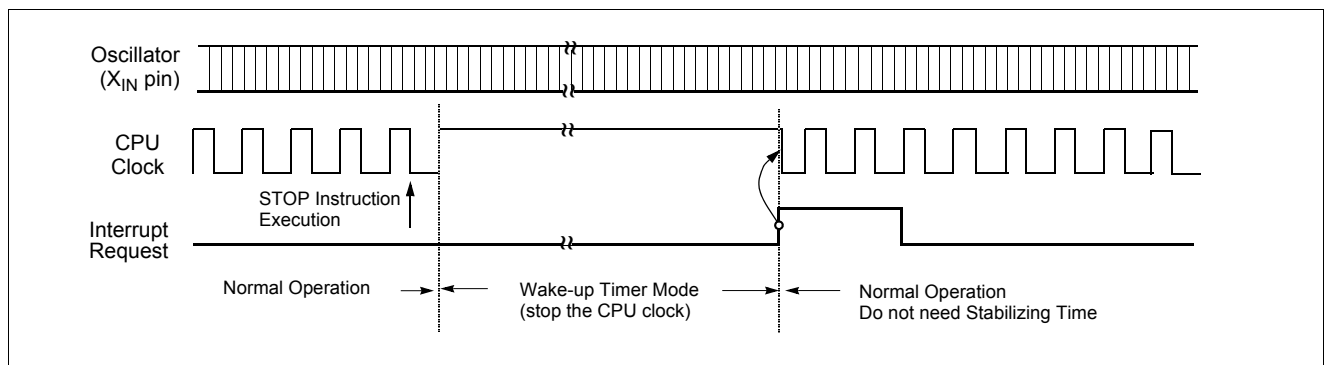 Oscillator
(XIN pin)
CPU
Clock
STOP Instruction
Execution
Interrupt
Request
Normal Operation
Wake-up Timer Mode
(stop the CPU clock)
Normal Operation
Do not need Stabilizing Time